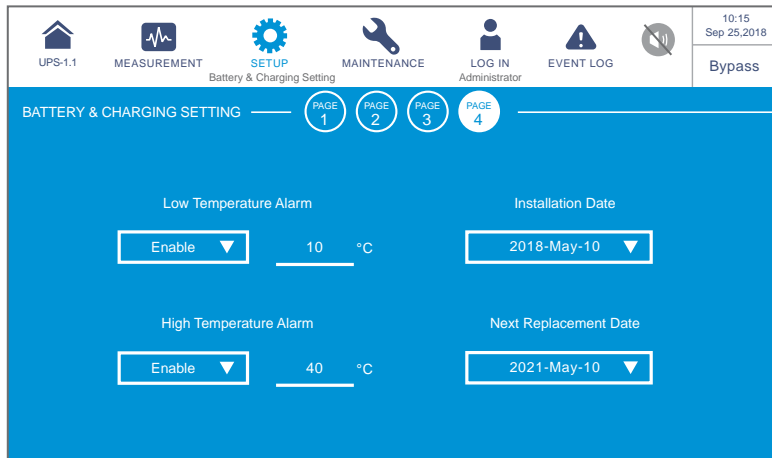 10:15
Sep 25,2018
UPS-1.1
MEASUREMENT
SETUP
MAINTENANCE
LOG IN
EVENT LOG
Bypass
Battery & Charging Setting
Administrator
BATTERY & CHARGING SETTING
PAGE
1
PAGE
2
PAGE
3
PAGE
4
Low Temperature Alarm
Installation Date
Enable
10
°C
2018-May-10
High Temperature Alarm
Next Replacement Date
Enable
40
°C
2021-May-10